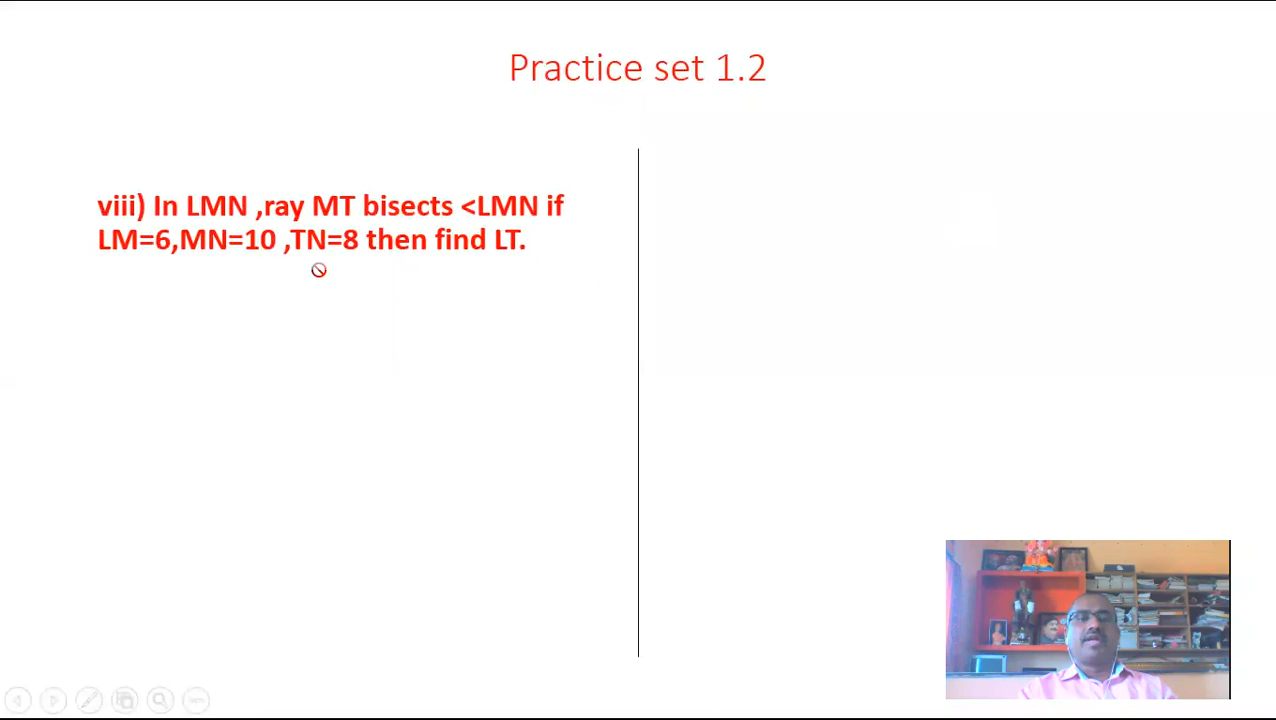 Practice set 1.2
viii) In LMN ,ray MT bisects <LMN if
LM=6,MN=10 ,TN=8 then find LT.